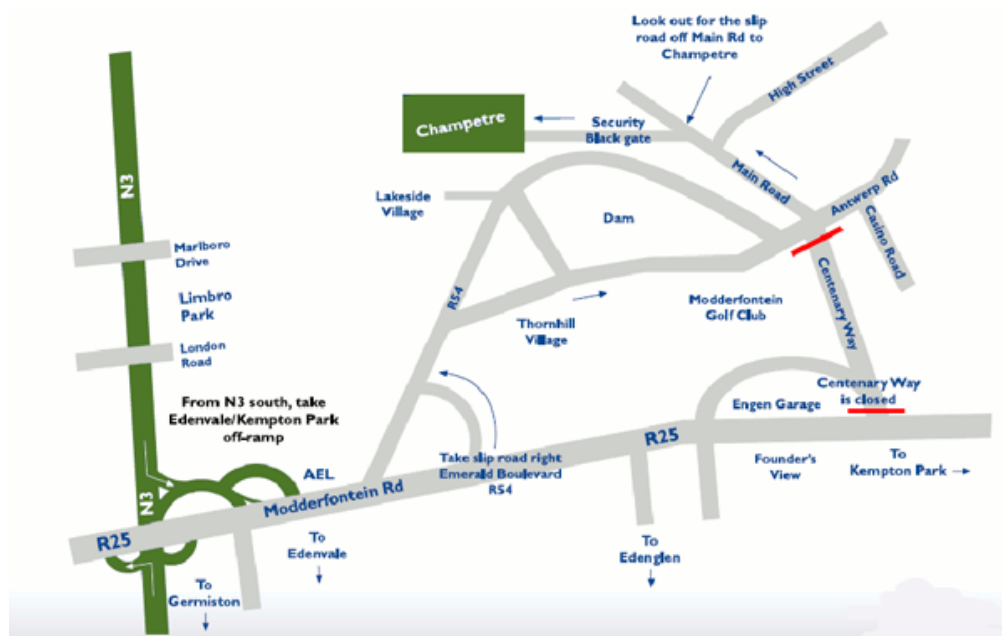 Look out for the slip
road off Main Rd to
Champetre
High Street
Champetre
Security
Black gate
N3
Main Road
Antwerp Rd
Lakeside
Village
Dam
Casino Road
Marlboro
Drive
R54
Centenary Way
Limbro
Park
Modderfontein
Golf Club
Thornhill
Village
London
Road
From N3 south, take
Edenvale/Kempton Park
off-ramp
Centenary Way
is closed
Engen Garage
R25
Take slip road right
Emerald Boulevard
R54
Founder's
View
To
Kempton Park
AEL
Modderfontein Rd
N3
R25
To
Edenvale
To
Edenglen
To
Germiston